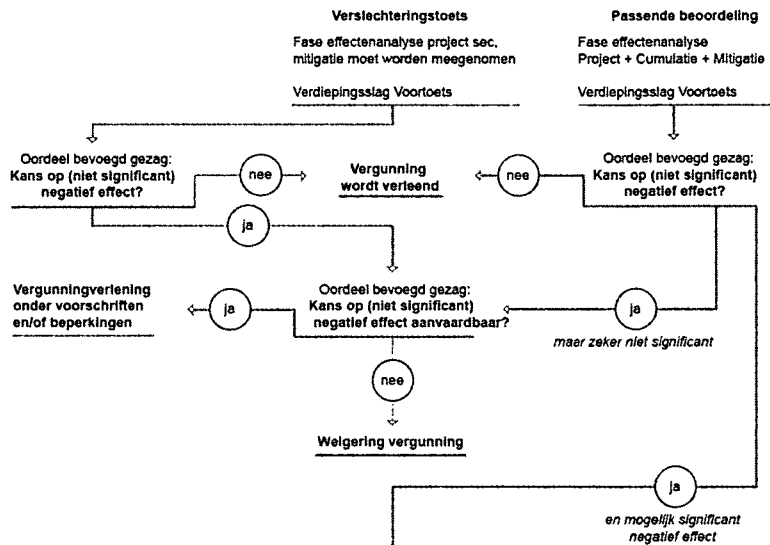 Verslechteringstoets
Fase effectenanalyse project sec,
mitigatie moet worden meegenomen
Verdiepingsslag Voortoets
Passende beoordeling
Fase effectenanalyse
Project + Cumulatie + Mitigatie
Verdiepingsslag Voortoets
Oordeel bevoegd gezag:
Kans op (niet significant)
negatief effect?
nee
Vergunning
wordt verleend
nee
Oordeel bevoegd gezag:
Kans op (niet significant)
negatief effect?
ja
Vergunningverlening
onder voorschriften
en/of beperkingen
ja
Oordeel bevoegd gezag:
Kans op (niet significant)
negatief effect aanvaardbaar?
ja
maar zeker niet significant
nee
Weigering vergunning
ja
en mogelijk significant
negatief effect